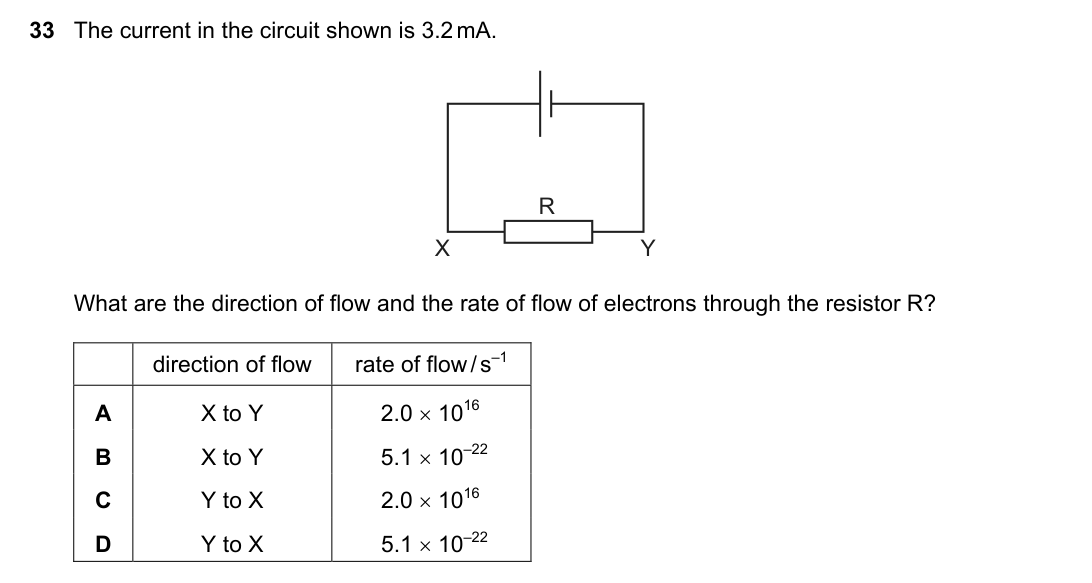 33 The current in the circuit shown is 3.2 mA.
R
X Y
What are the direction of flow and the rate of flow of electrons through the resistor R?
direction of flow rate of flow / s⁻¹
A X to Y 2.0 × 10¹⁶
B X to Y 5.1 × 10⁻²²
C Y to X 2.0 × 10¹⁶
D Y to X 5.1 × 10⁻²²